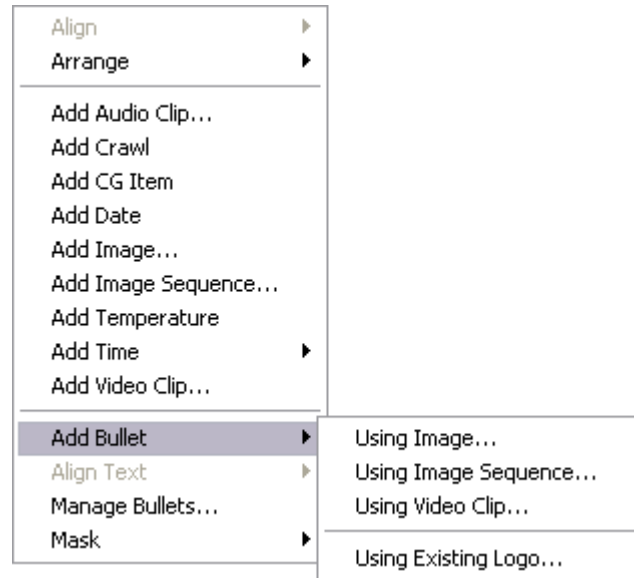 Align
Arrange
Add Audio Clip...
Add Crawl
Add CG Item
Add Date
Add Image...
Add Image Sequence...
Add Temperature
Add Time
Add Video Clip...
Add Bullet
Align Text
Manage Bullets...
Mask
Using Image...
Using Image Sequence...
Using Video Clip...
Using Existing Logo...